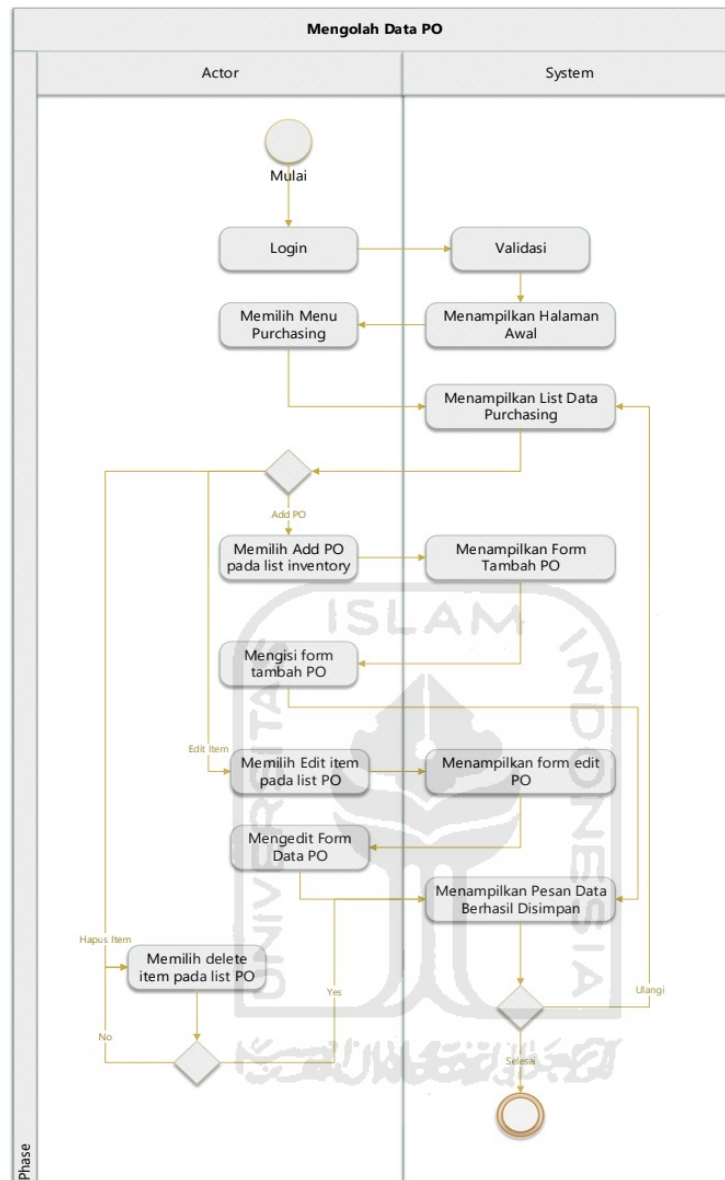 Mengolah Data PO
Actor
System
Mulai
Login
Validasi
Memilih Menu
Purchasing
Menampilkan Halaman
Awal
Menampilkan List Data
Purchasing
Add PO
Memilih Add PO
pada list inventory
Menampilkan Form
Tambah PO
ISLAM
UNIVERSITAS
INDONESIA
Mengisi form
tambah PO
Edit Item
Memilih Edit item
pada list PO
Menampilkan form edit
PO
Mengedit Form
Data PO
Menampilkan Pesan Data
Berhasil Disimpan
Hapus Item
Memilih delete
item pada list PO
Yes
Ulangi
No
Selesai
Phase